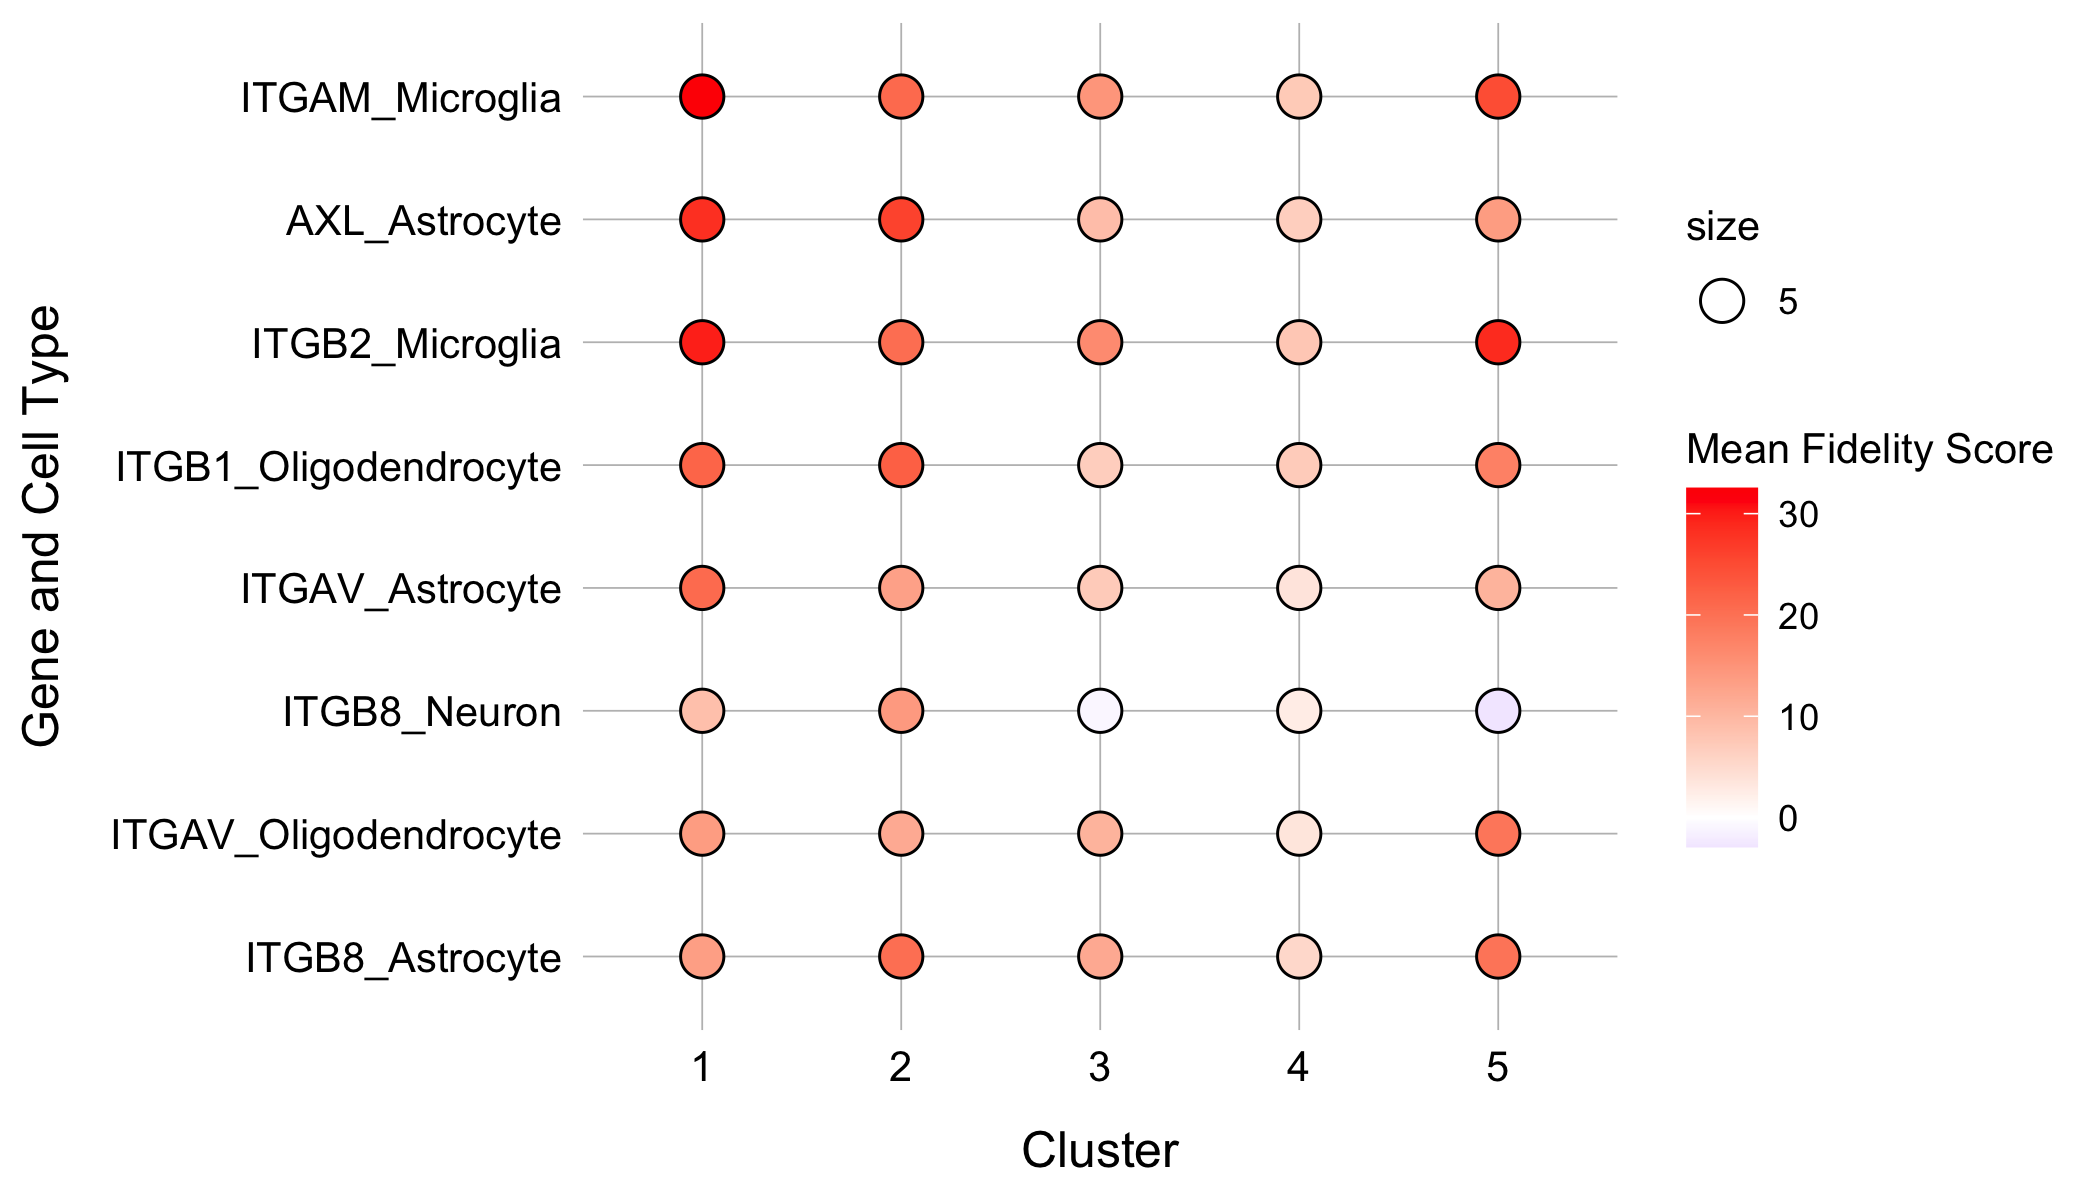 Gene and Cell Type
ITGAM_Microglia
AXL_Astrocyte
ITGB2_Microglia
ITGB1_Oligodendrocyte
ITGAV_Astrocyte
ITGB8_Neuron
ITGAV_Oligodendrocyte
ITGB8_Astrocyte
1 2 3 4 5
Cluster
size
5
Mean Fidelity Score
30
20
10
0